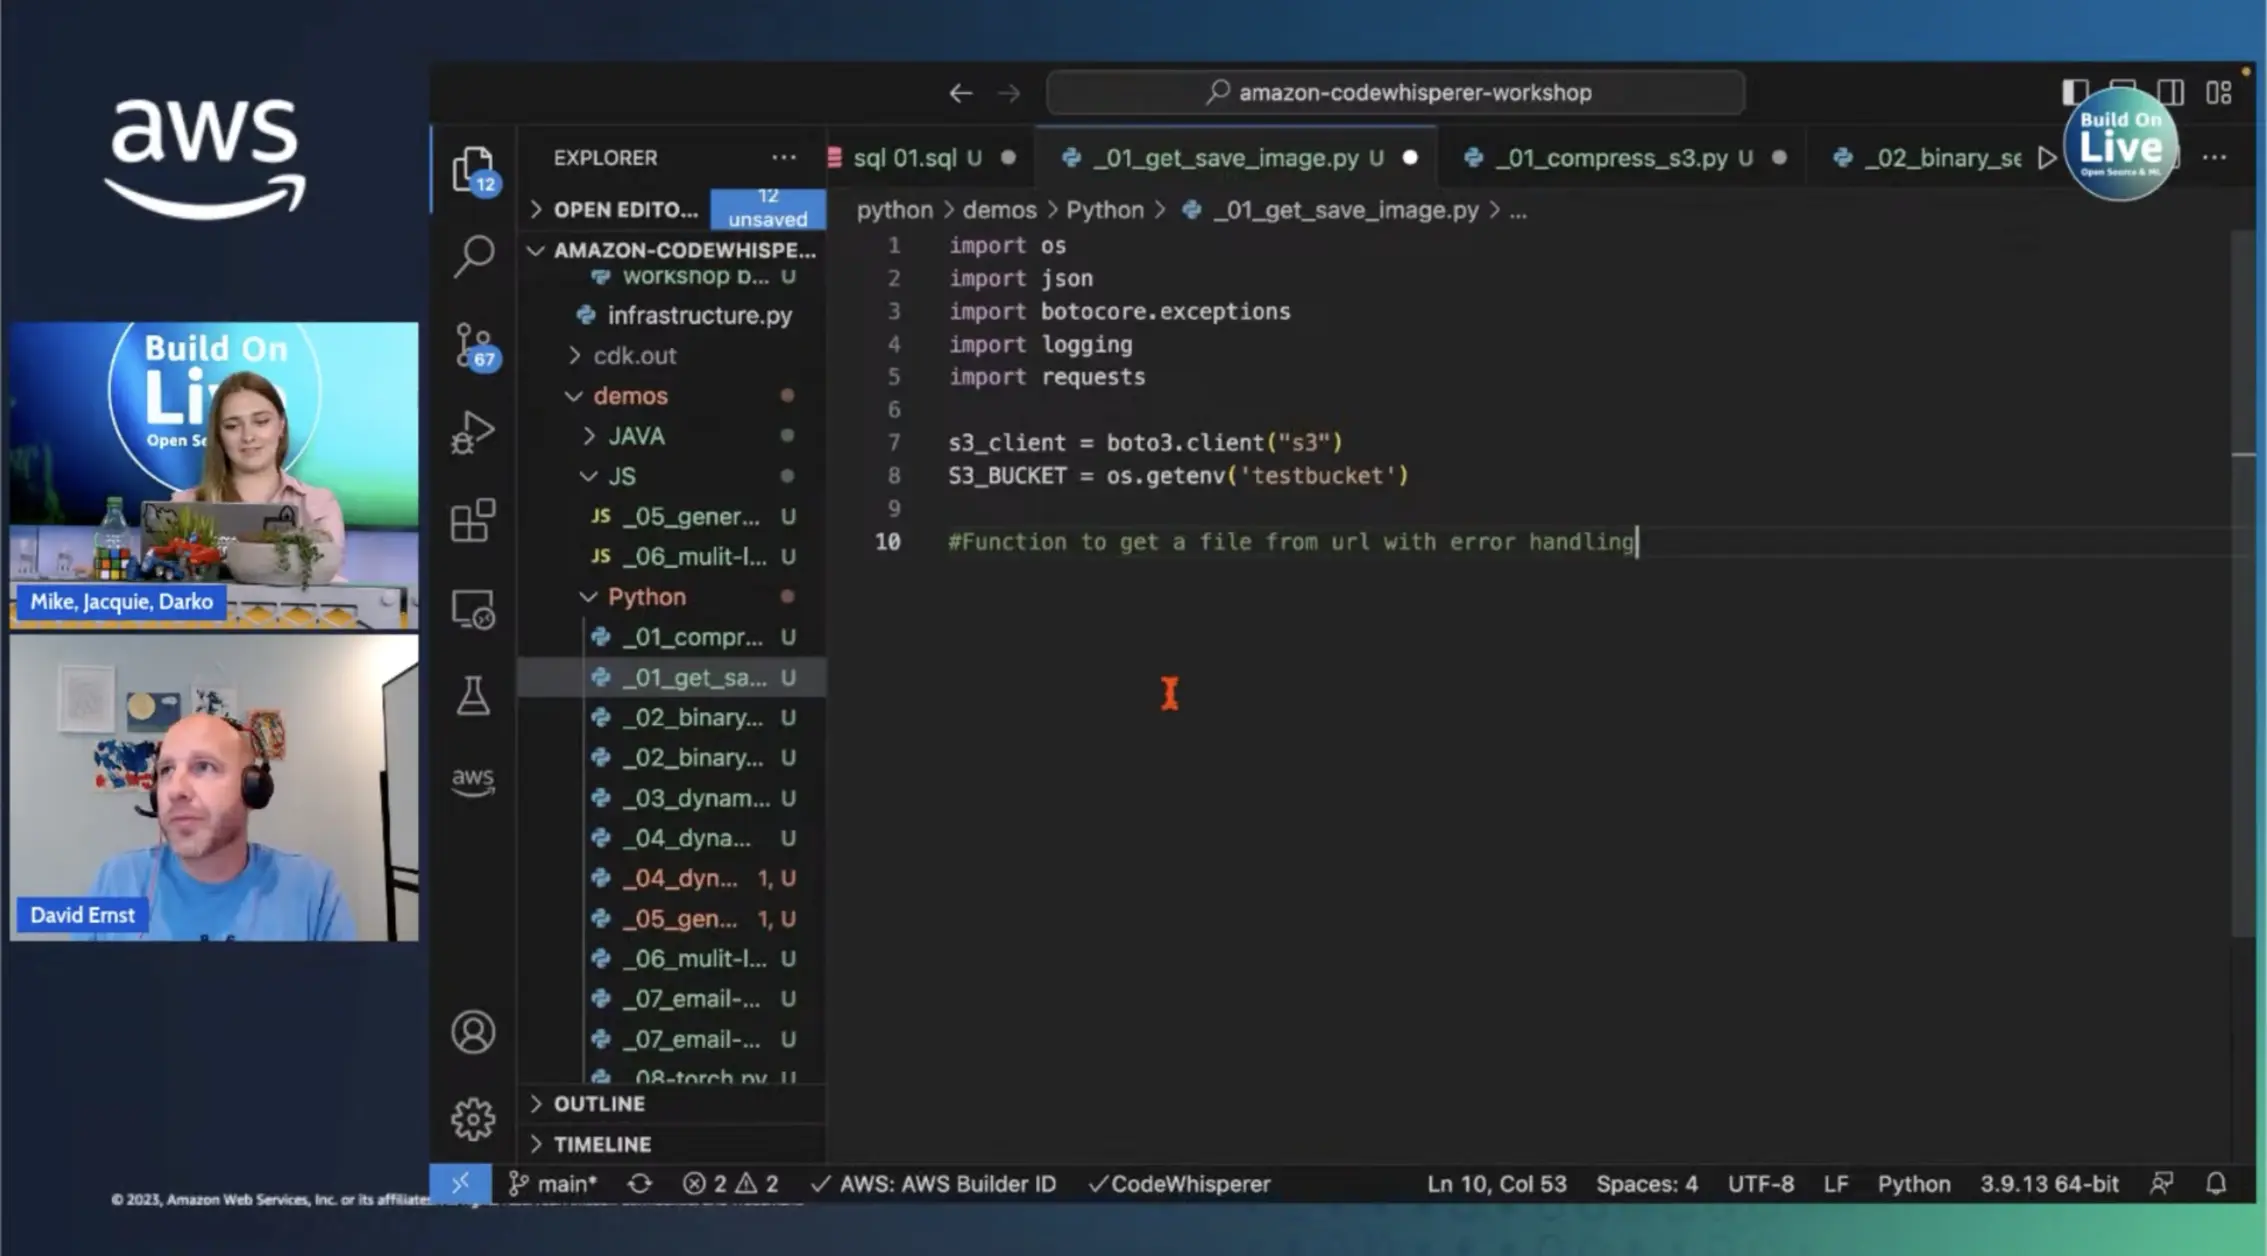 aws
Build On
Li
Open Se
Mike, Jacquie, Darko
David Ernst
© 2023, Amazon Web Services, Inc. or its affiliates.
amazon-codewhisperer-workshop
Build On
Live
Open Source & ML
12
67
aws
EXPLORER
OPEN EDITO...
12
unsaved
AMAZON-CODEWHISPE...
workshop b... U
infrastructure.py
cdk.out
demos
JAVA
JS
JS _05_gener... U
JS _06_mulit-l... U
Python
_01_compr... U
_01_get_sa... U
_02_binary... U
_02_binary... U
_03_dynam... U
_04_dyna... U
_04_dyn... 1, U
_05_gen... 1, U
_06_mulit-l... U
_07_email-... U
_07_email-... U
08-torch.py U
OUTLINE
TIMELINE
sql 01.sql U
_01_get_save_image.py U
_01_compress_s3.py U
_02_binary_se
python > demos > Python > _01_get_save_image.py > ...
1 import os
2 import json
3 import botocore.exceptions
4 import logging
5 import requests
6
7 s3_client = boto3.client("s3")
8 S3_BUCKET = os.getenv('testbucket')
9
10 #Function to get a file from url with error handling
main* 2 2 AWS: AWS Builder ID CodeWhisperer Ln 10, Col 53 Spaces: 4 UTF-8 LF Python 3.9.13 64-bit